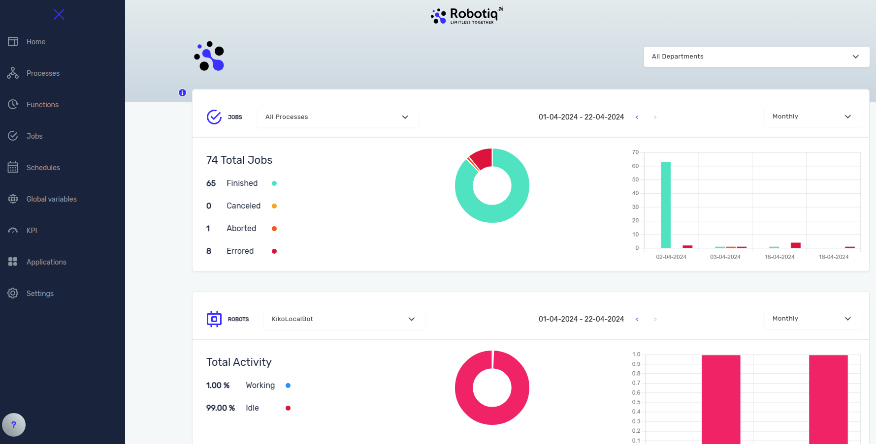 Robotiq AI
LIMITLESS TOGETHER
Home
Processes
Functions
Jobs
Schedules
Global variables
KPI
Applications
Settings
?
All Departments
i
JOBS
All Processes
01-04-2024 - 22-04-2024
<
>
Monthly
74 Total Jobs
65 Finished
0 Canceled
1 Aborted
8 Errored
70
60
50
40
30
20
10
0
02-04-2024
03-04-2024
16-04-2024
18-04-2024
ROBOTS
KikoLocalBot
01-04-2024 - 22-04-2024
<
>
Monthly
Total Activity
1.00 % Working
99.00 % Idle
1.0
0.9
0.8
0.7
0.6
0.5
0.4
0.3
0.2
0.1